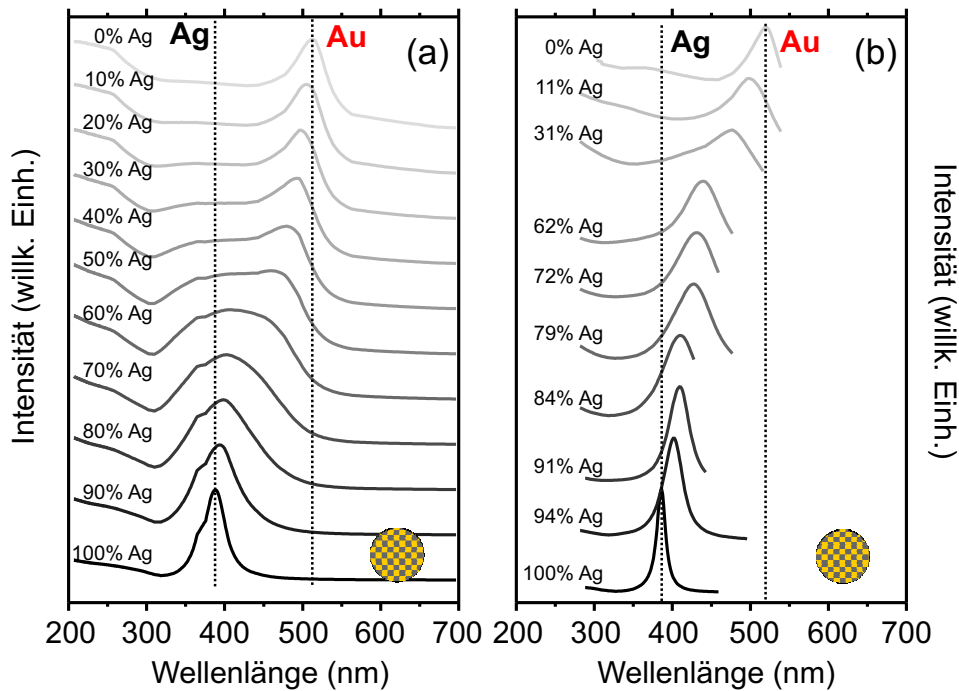 Intensität (willk. Einh.)
Ag
Au
(a)
0% Ag
10% Ag
20% Ag
30% Ag
40% Ag
50% Ag
60% Ag
70% Ag
80% Ag
90% Ag
100% Ag
200 300 400 500 600 700
Wellenlänge (nm)
Ag
Au
(b)
0% Ag
11% Ag
31% Ag
62% Ag
72% Ag
79% Ag
84% Ag
91% Ag
94% Ag
100% Ag
200 300 400 500 600 700
Wellenlänge (nm)
Intensität (willk. Einh.)